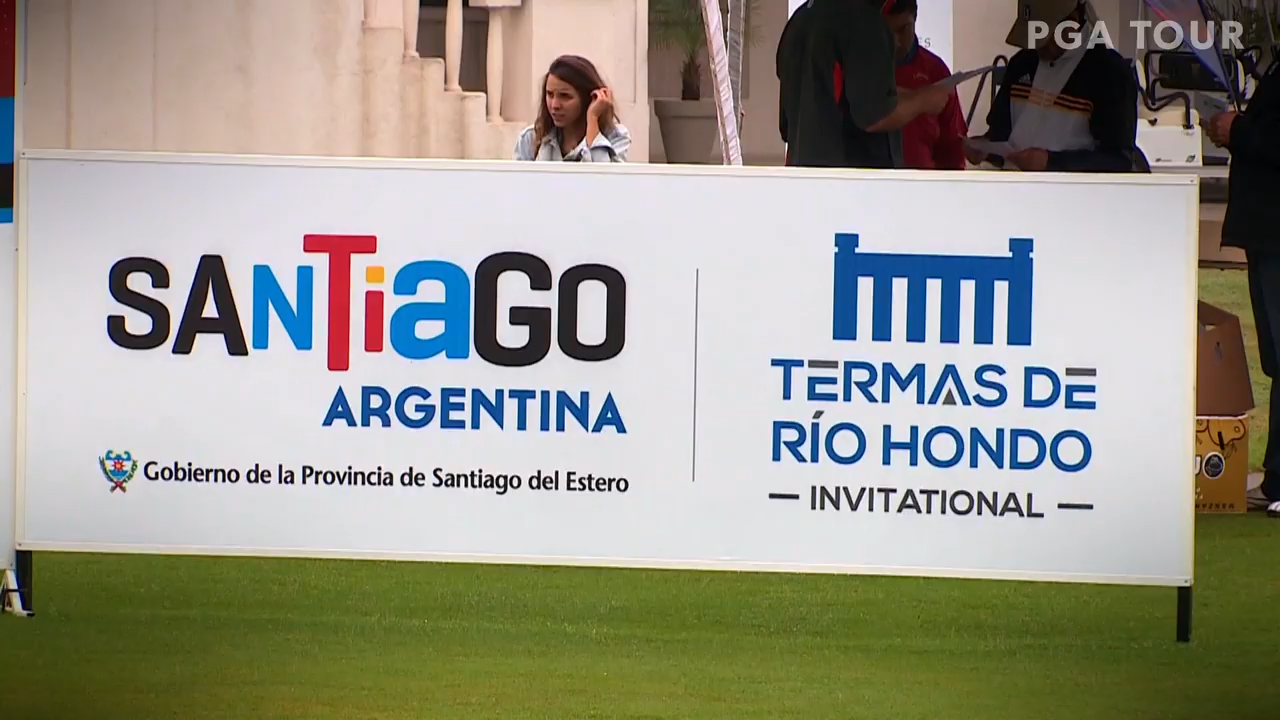 PGA TOUR
SANTiaGO
ARGENTINA
Gobierno de la Provincia de Santiago del Estero
TERMAS DE
RÍO HONDO
— INVITATIONAL —